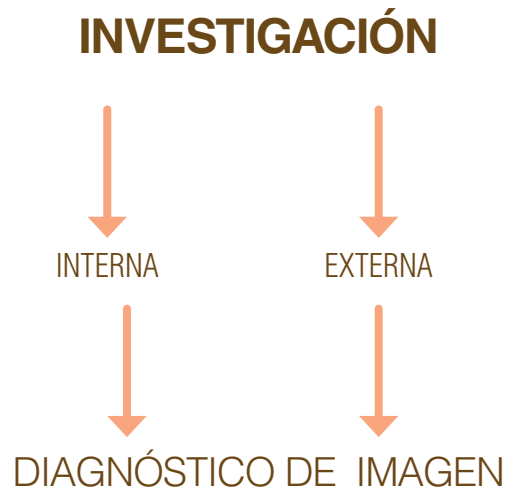 INVESTIGACIÓN
INTERNA EXTERNA
DIAGNÓSTICO DE IMAGEN